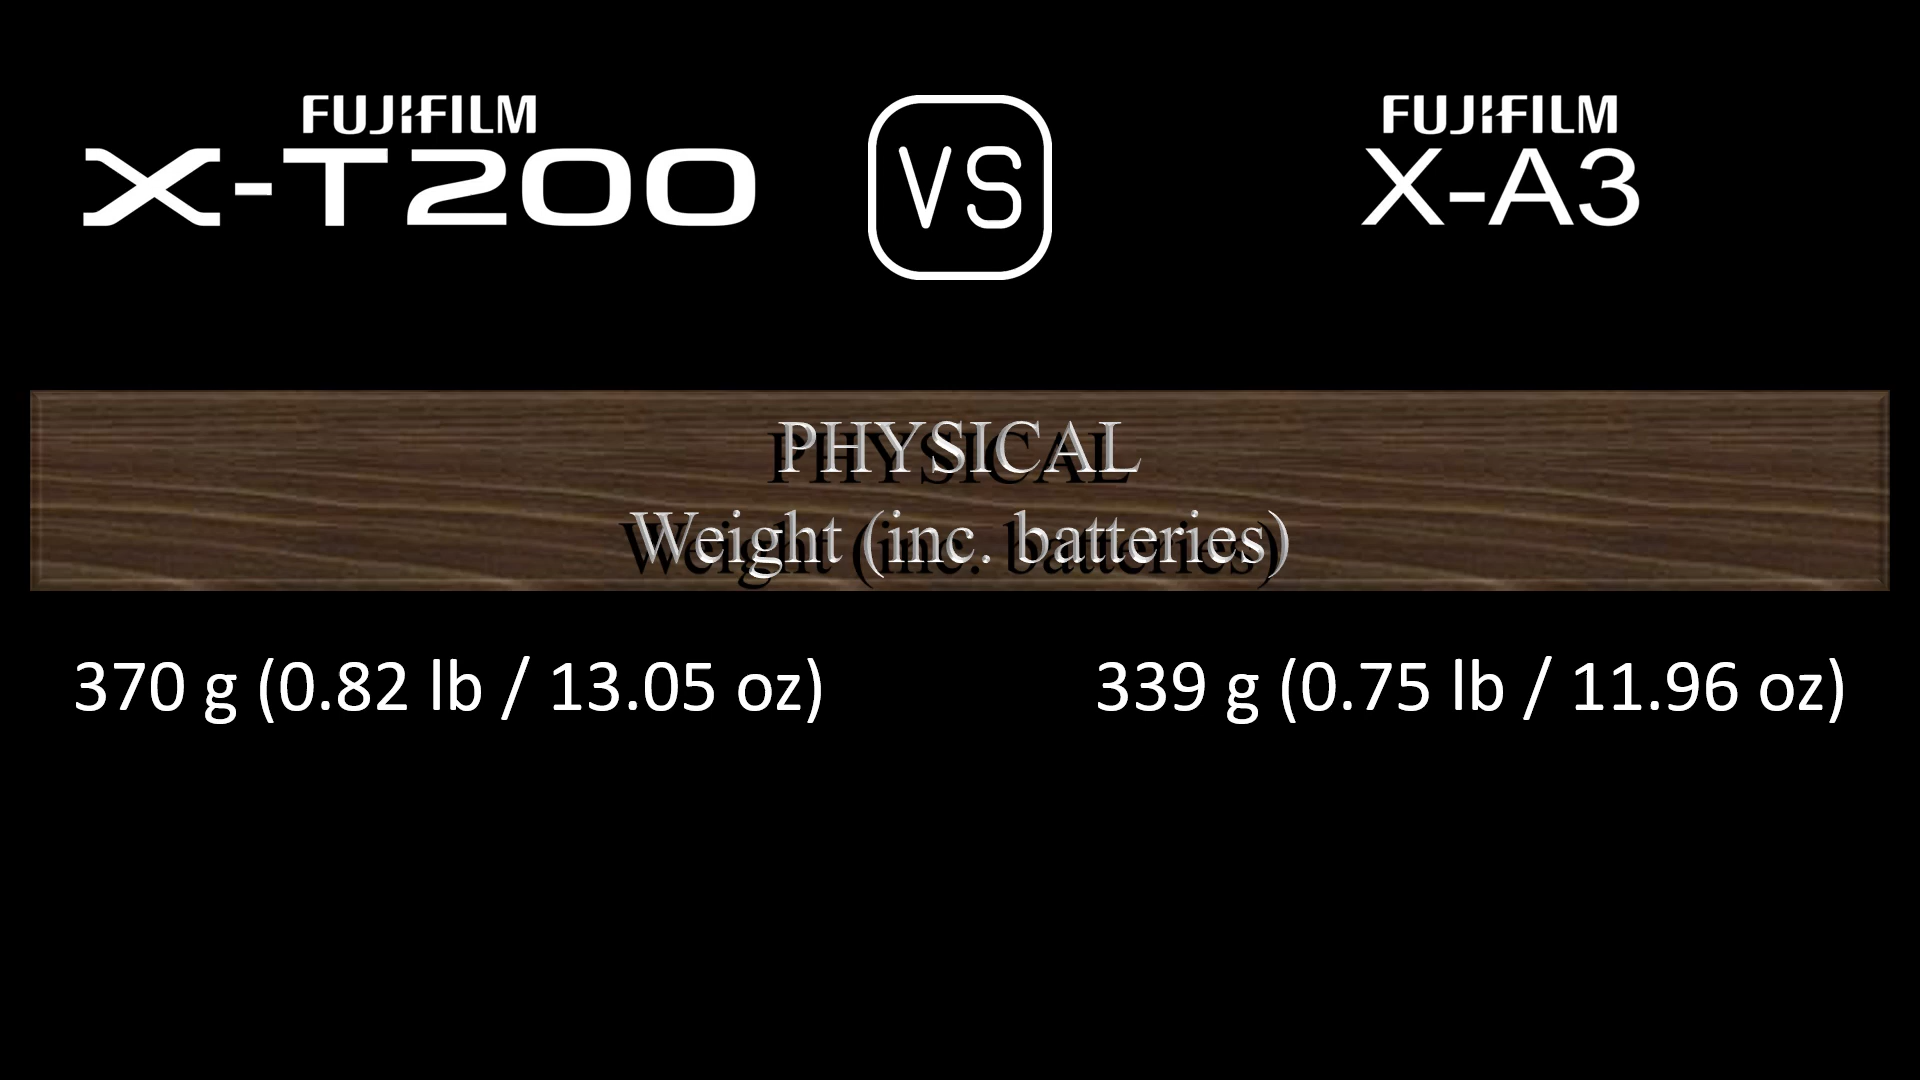 FUJIFILM
X-T200
VS
FUJIFILM
X-A3
PHYSICAL
Weight (inc. batteries)
370 g (0.82 lb / 13.05 oz)
339 g (0.75 lb / 11.96 oz)